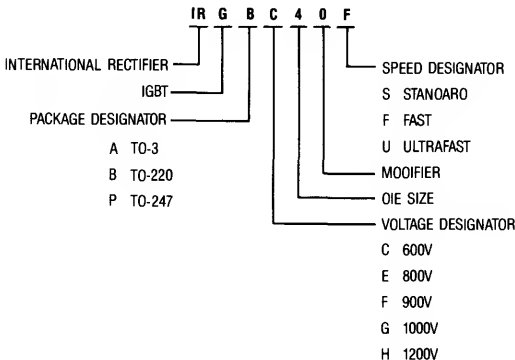 IR G B C 4 0 F
INTERNATIONAL RECTIFIER
IGBT
PACKAGE DESIGNATOR
A TO-3
B TO-220
P TO-247
SPEED DESIGNATOR
S STANOARO
F FAST
U ULTRAFAST
MOOIFIER
OIE SIZE
VOLTAGE DESIGNATOR
C 600V
E 800V
F 900V
G 1000V
H 1200V